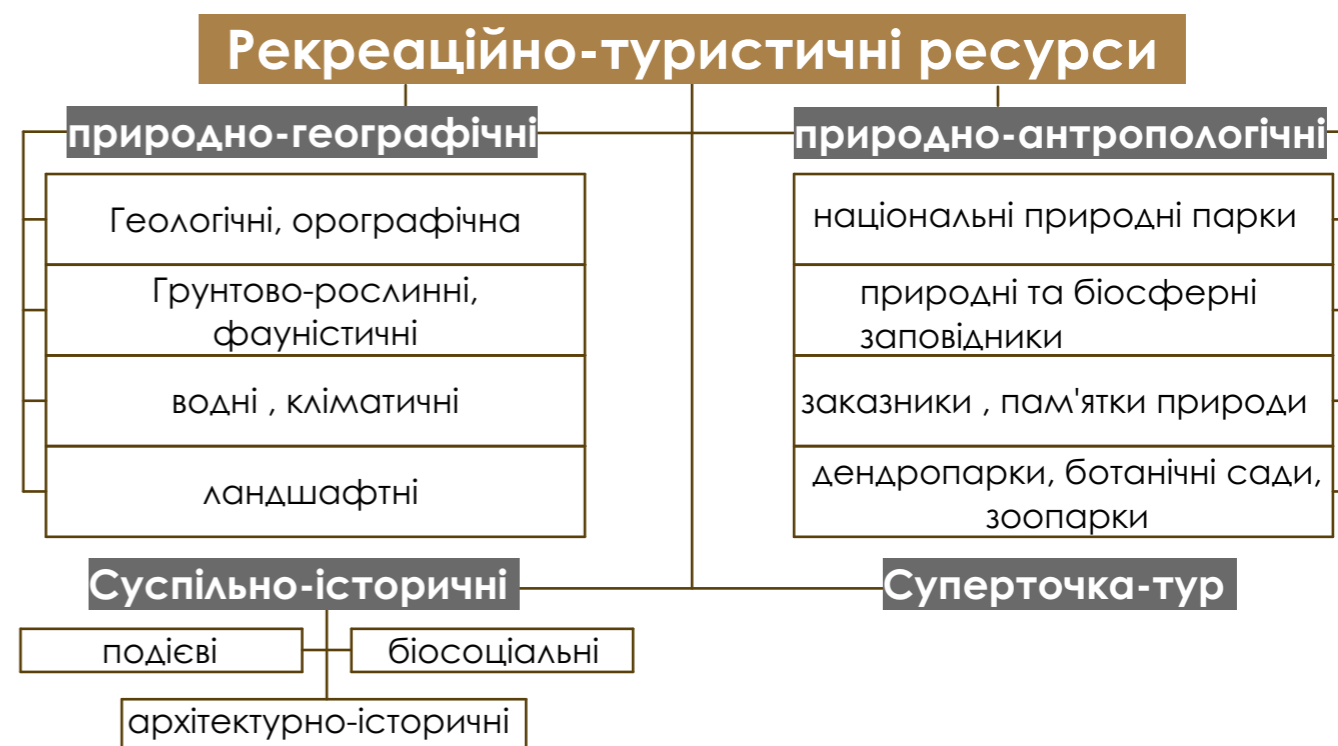 Рекреаційно-туристичні ресурси
природно-географічні
Геологічні, орографічна
Грунтово-рослинні,
фауністичні
водні , кліматичні
ландшафтні
природно-антропологічні
національні природні парки
природні та біосферні
заповідники
заказники , пам'ятки природи
дендропарки, ботанічні сади,
зоопарки
Суспільно-історичні
подієві
біосоціальні
архітектурно-історичні
Суперточка-тур